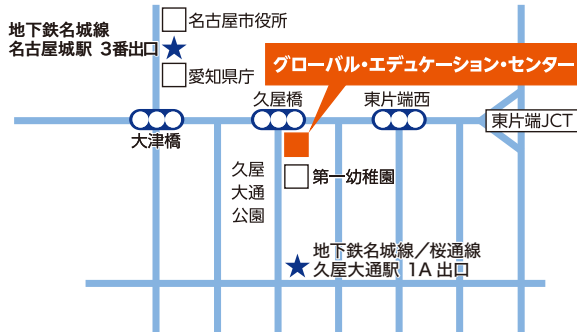 名古屋市役所
地下鉄名城線
名古屋城駅 3番出口
愛知県庁
グローバル・エデュケーション・センター
久屋橋
東片端西
東片端JCT
大津橋
久屋
大通
公園
第一幼稚園
地下鉄名城線／桜通線
久屋大通駅 1A 出口